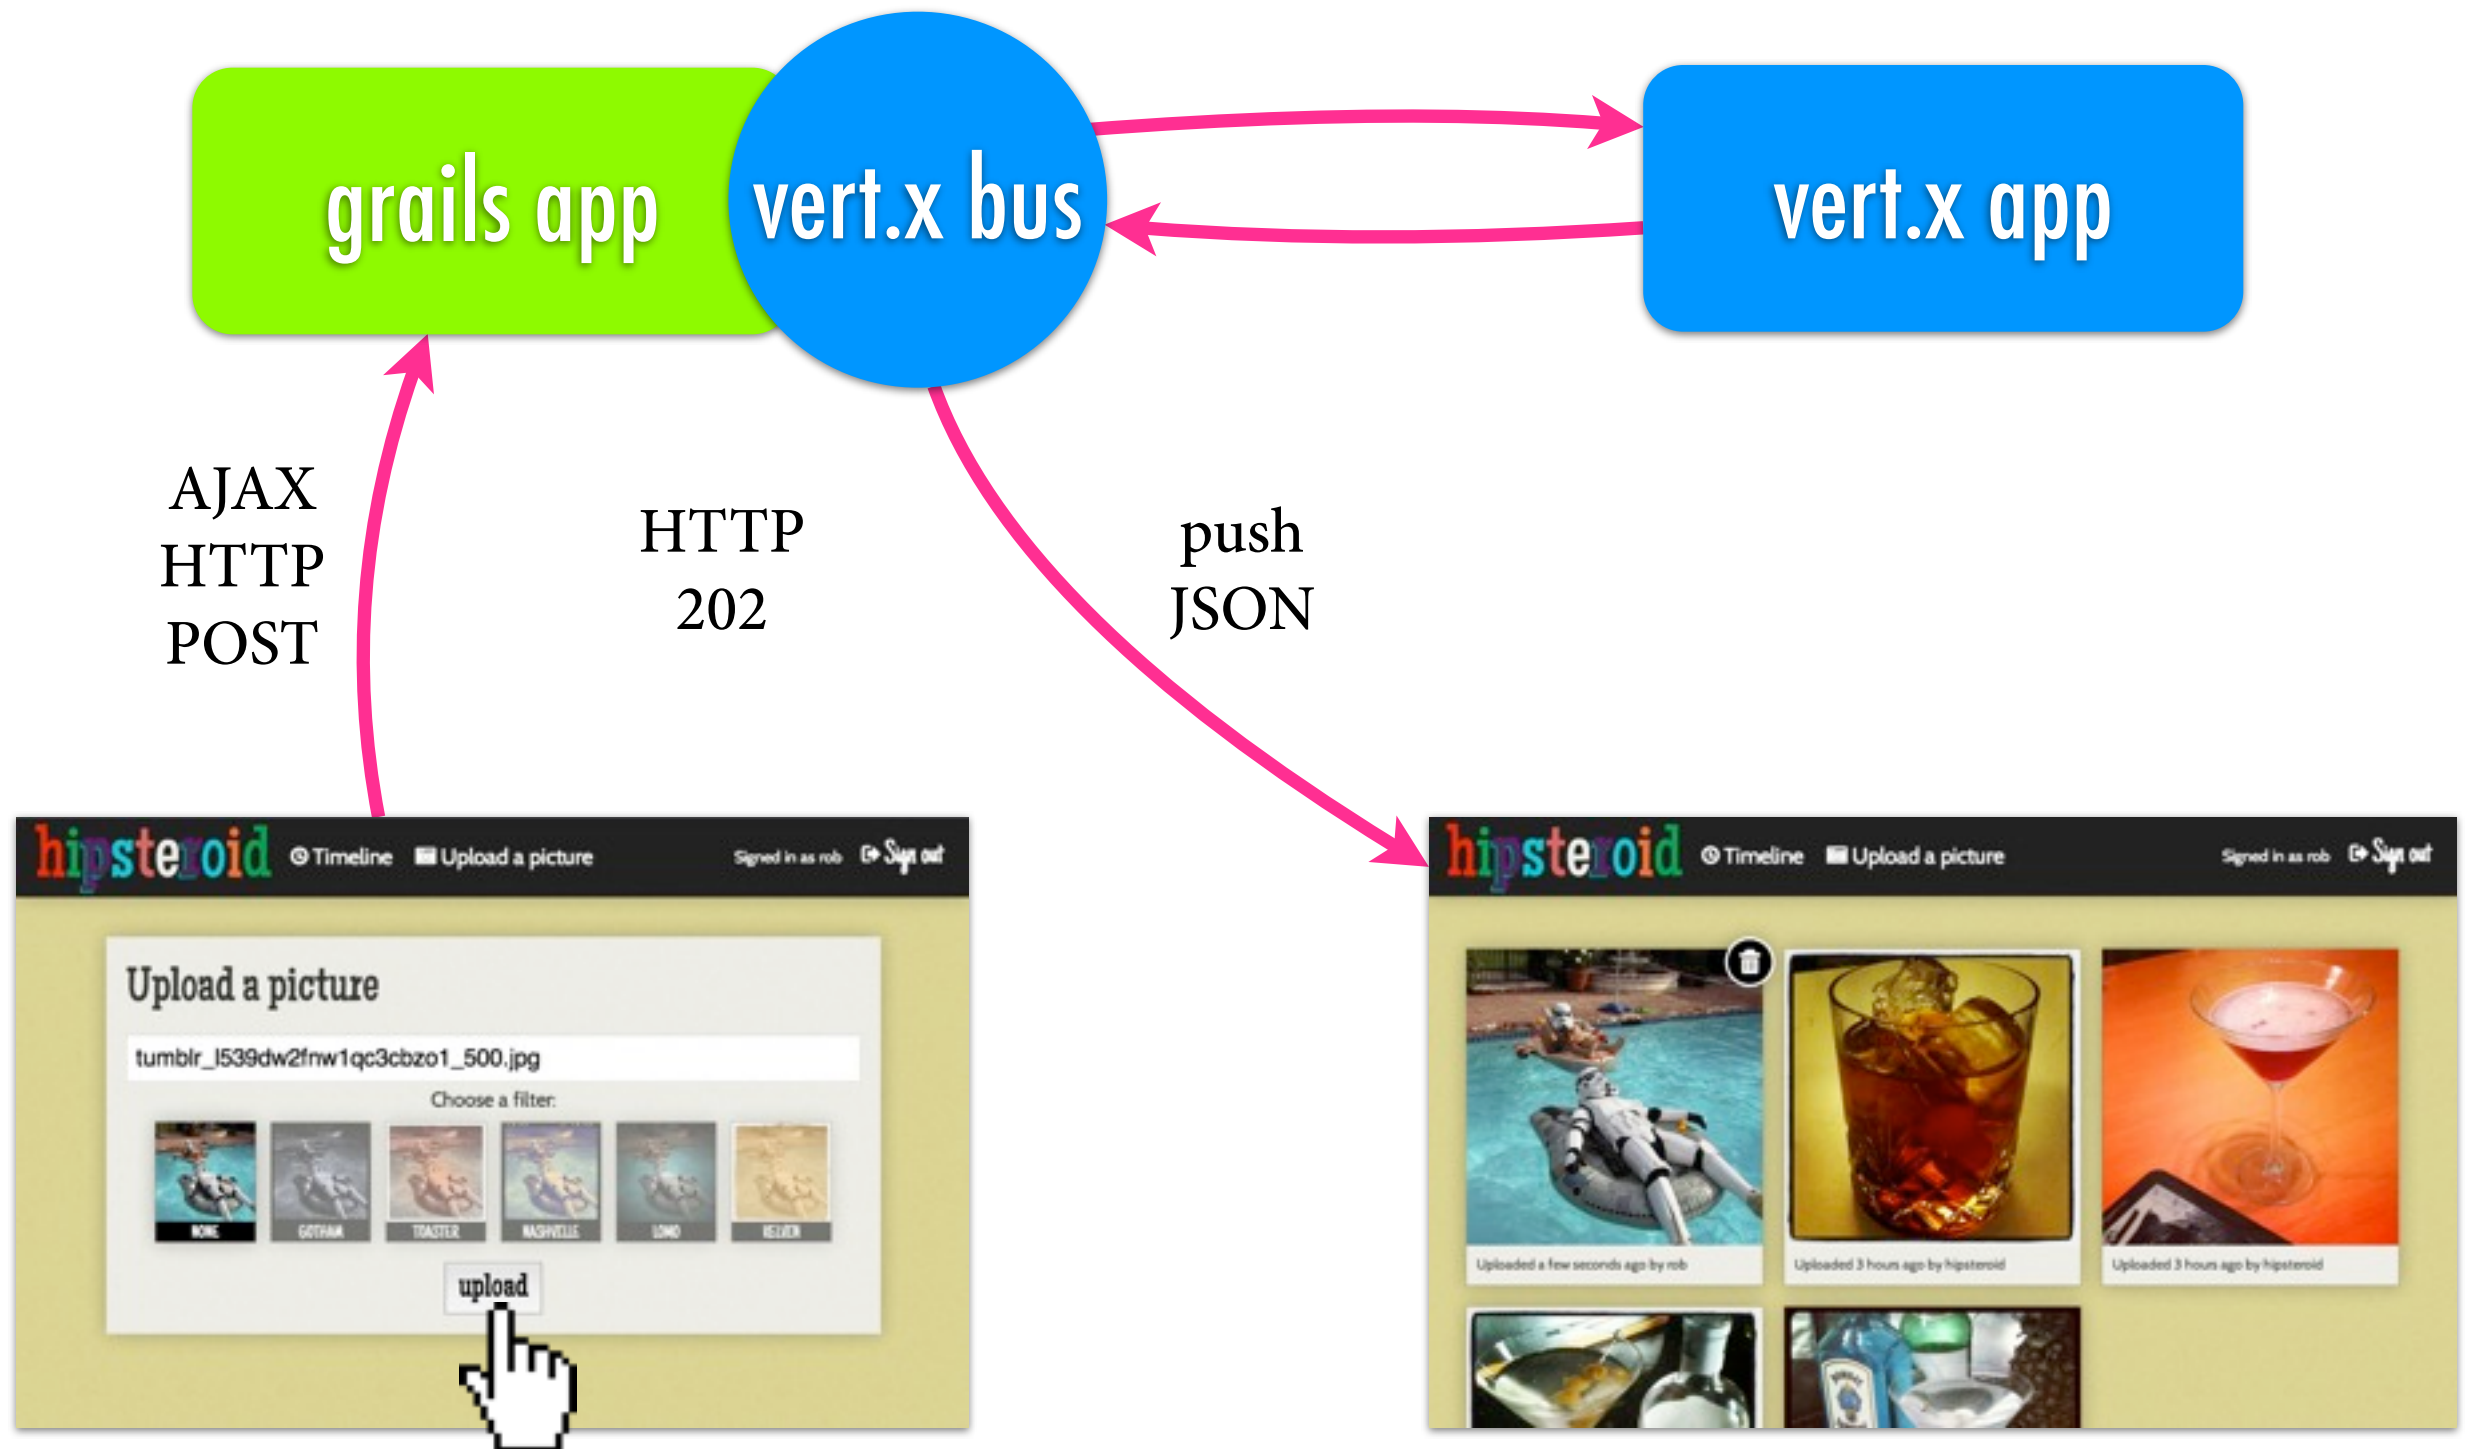 grails app
vert.x bus
vert.x app
AJAX
HTTP
POST
HTTP
202
push
JSON
hipsteroid
Timeline
Upload a picture
Signed in as rob
Sign out
Upload a picture
tumblr_l539dw2fnw1qc3cbzo1_500.jpg
Choose a filter:
NONE
GOTHAM
TOASTER
NASHVILLE
LOMO
KELVIN
upload
hipsteroid
Timeline
Upload a picture
Signed in as rob
Sign out
Uploaded a few seconds ago by rob
Uploaded 3 hours ago by hipsteroid
Uploaded 3 hours ago by hipsteroid